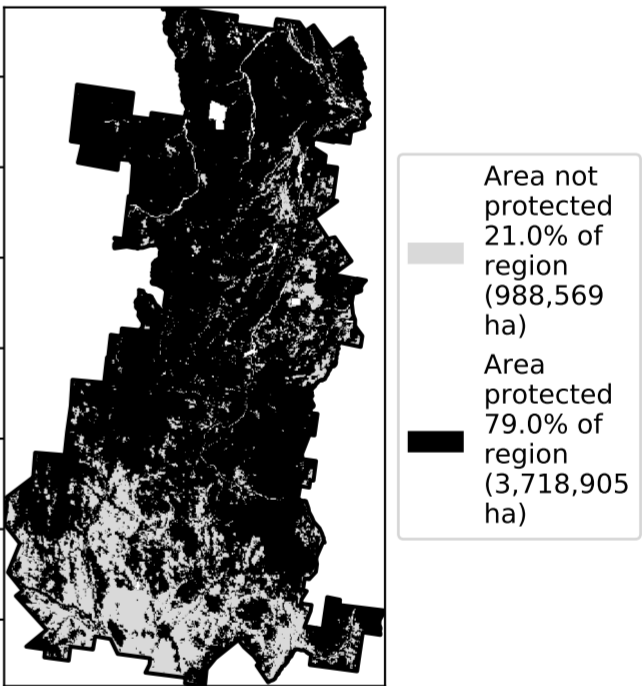 Area not
protected
21.0% of
region
(988,569
ha)
Area
protected
79.0% of
region
(3,718,905
ha)